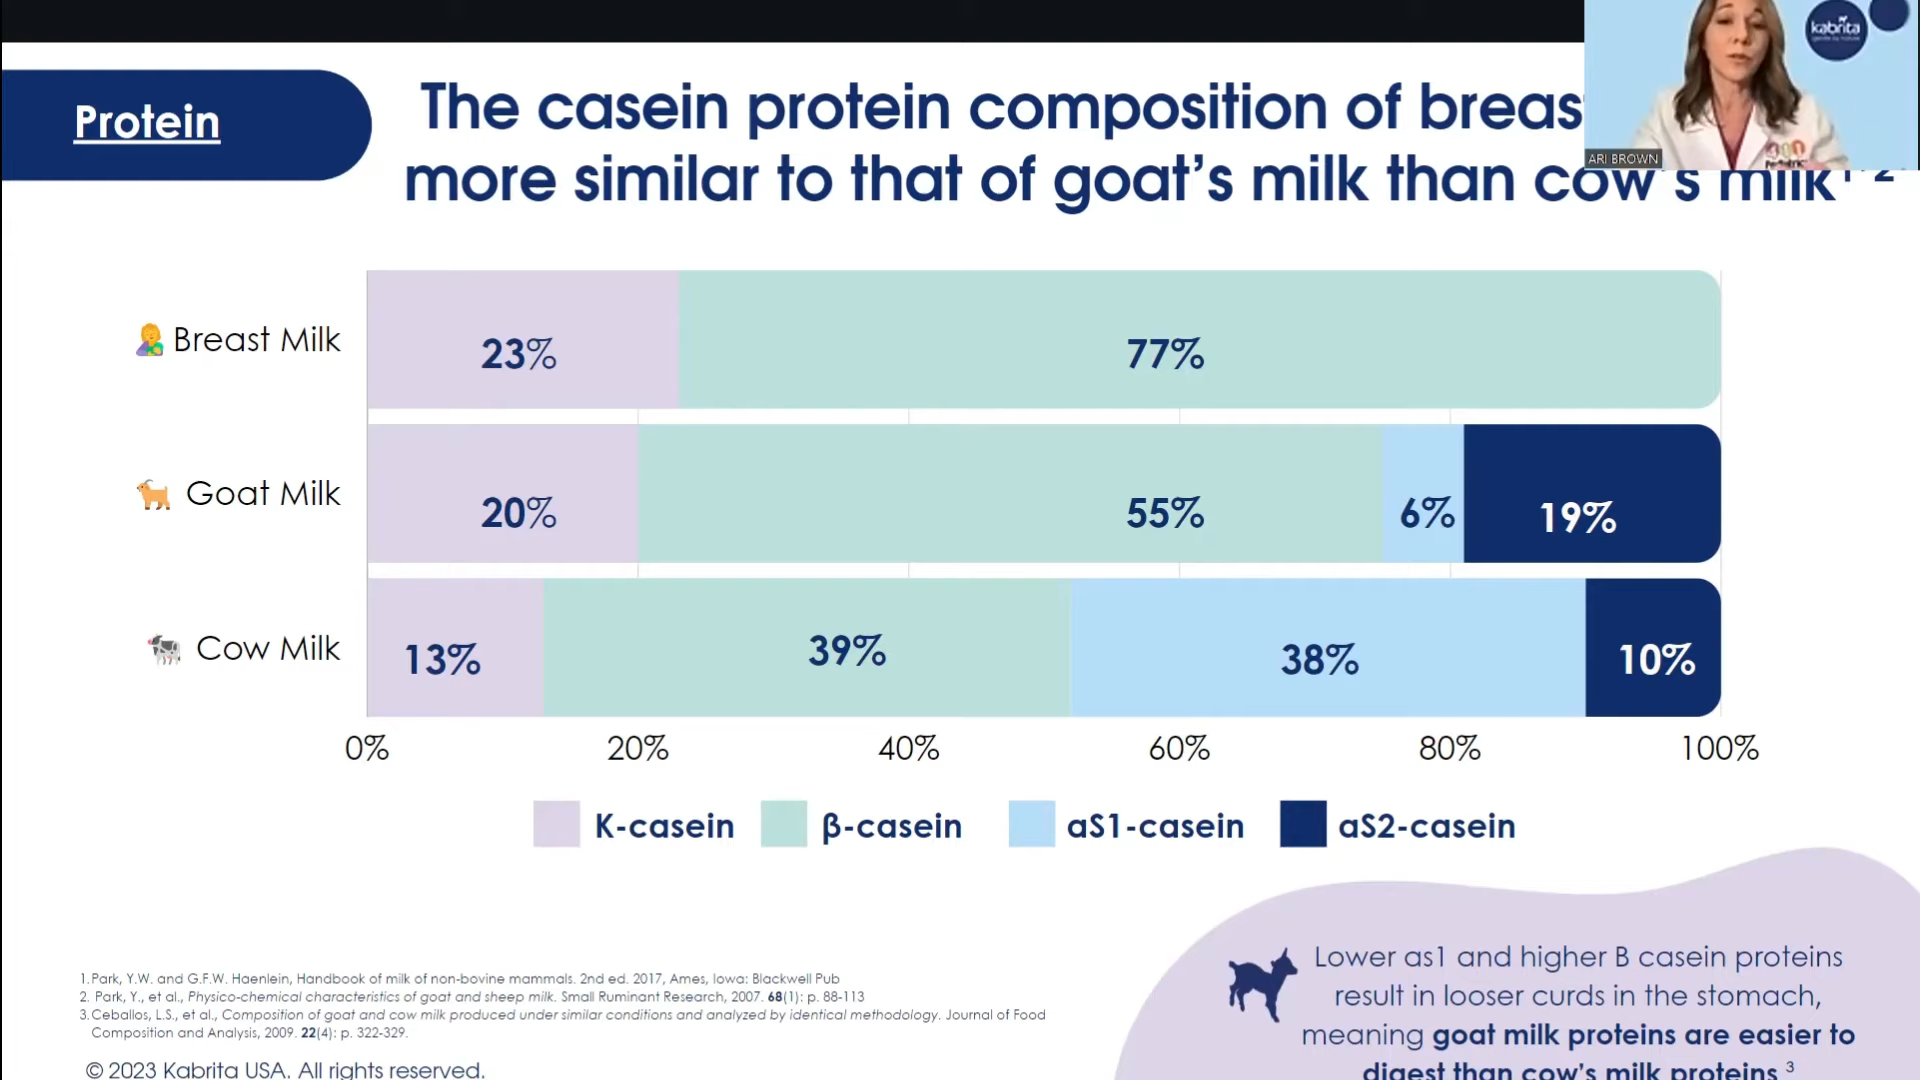 kabrita
Protein
The casein protein composition of breas
more similar to that of goat's milk than cow's milk
ARI BROWN
Breast Milk
23%
77%
Goat Milk
20%
55%
6%
19%
Cow Milk
13%
39%
38%
10%
0%
20%
40%
60%
80%
100%
K-casein
β-casein
aS1-casein
aS2-casein
Lower as1 and higher B casein proteins
result in looser curds in the stomach,
meaning goat milk proteins are easier to
digest than cow's milk proteins. 3
1. Park, Y.W. and G.F.W. Haenlein, Handbook of milk of non-bovine mammals. 2nd ed. 2017, Ames, Iowa: Blackwell Pub
2. Park, Y., et al., Physico-chemical characteristics of goat and sheep milk. Small Ruminant Research, 2007. 68(1): p. 88-113
3. Ceballos, L.S., et al., Composition of goat and cow milk produced under similar conditions and analyzed by identical methodology. Journal of Food
Composition and Analysis, 2009. 22(4): p. 322-329.
© 2023 Kabrita USA. All rights reserved.